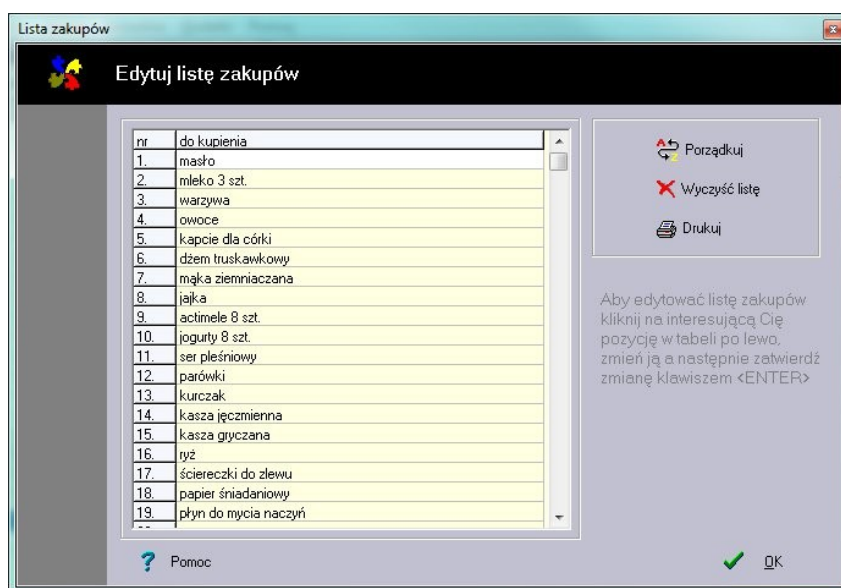 Lista zakupów
Edytuj listę zakupów
nr do kupienia
1. masło
2. mleko 3 szt.
3. warzywa
4. owoce
5. kapcie dla córki
6. dżem truskawkowy
7. mąka ziemniaczana
8. jajka
9. actimele 8 szt.
10. jogurty 8 szt.
11. ser pleśniowy
12. parówki
13. kurczak
14. kasza jęczmienna
15. kasza gryczana
16. ryż
17. ściereczki do zlewu
18. papier śniadaniowy
19. płyn do mycia naczyń
Porządkuj
Wyczyść listę
Drukuj
Aby edytować listę zakupów
kliknij na interesującą Cię
pozycję w tabeli po lewo,
zmień ją a następnie zatwierdź
zmianę klawiszem <ENTER>
Pomoc
OK